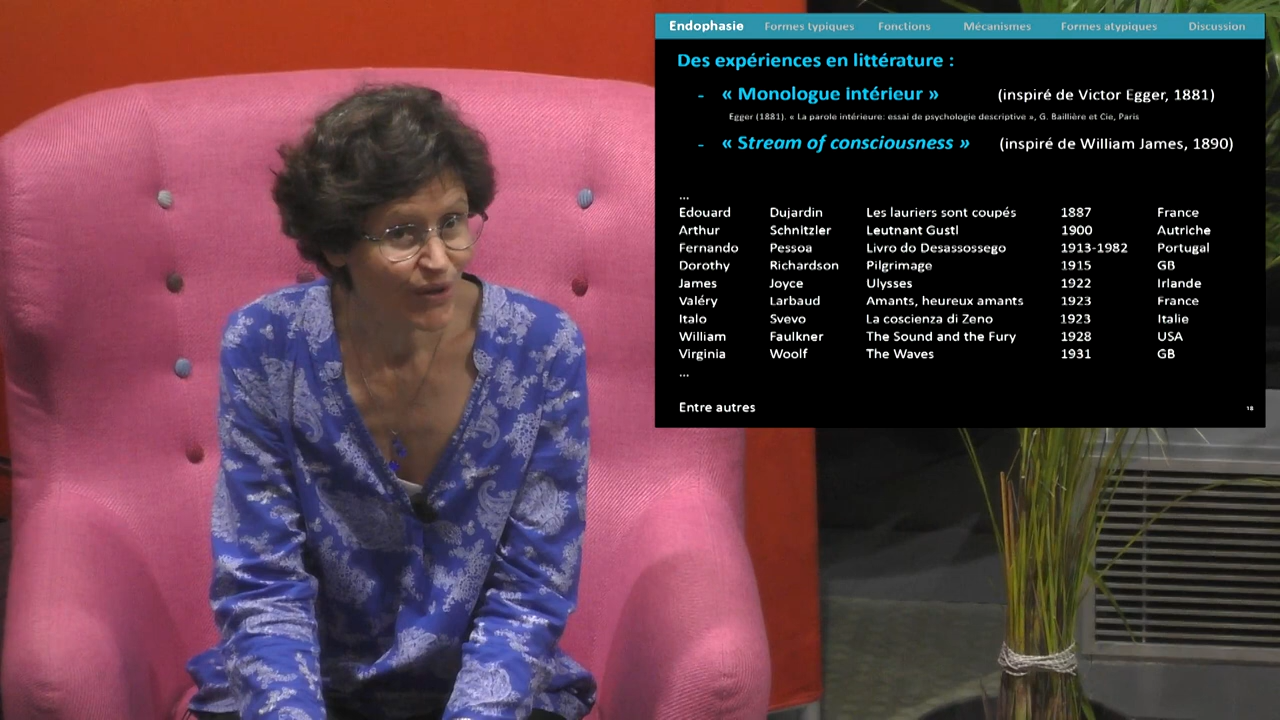 Endophasie Formes typiques Fonctions Mécanismes Formes atypiques Discussion
Des expériences en littérature :
- « Monologue intérieur » (inspiré de Victor Egger, 1881)
Egger (1881). « La parole intérieure: essai de psychologie descriptive », G. Baillière et Cie, Paris
- « Stream of consciousness » (inspiré de William James, 1890)
...
Edouard Dujardin Les lauriers sont coupés 1887 France
Arthur Schnitzler Leutnant Gustl 1900 Autriche
Fernando Pessoa Livro do Desassossego 1913-1982 Portugal
Dorothy Richardson Pilgrimage 1915 GB
James Joyce Ulysses 1922 Irlande
Valéry Larbaud Amants, heureux amants 1923 France
Italo Svevo La coscienza di Zeno 1923 Italie
William Faulkner The Sound and the Fury 1928 USA
Virginia Woolf The Waves 1931 GB
...
Entre autres 18